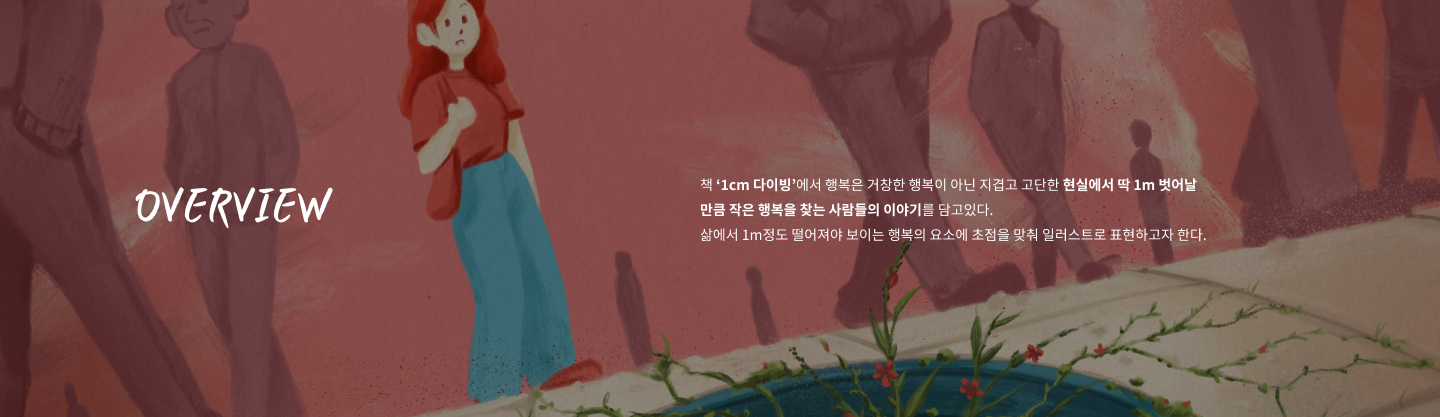 OVERVIEW
책 ‘1cm 다이빙’에서 행복은 거창한 행복이 아닌 지겹고 고단한 현실에서 딱 1m 벗어날
만큼 작은 행복을 찾는 사람들의 이야기를 담고있다.
삶에서 1m정도 떨어져야 보이는 행복의 요소에 초점을 맞춰 일러스트로 표현하고자 한다.